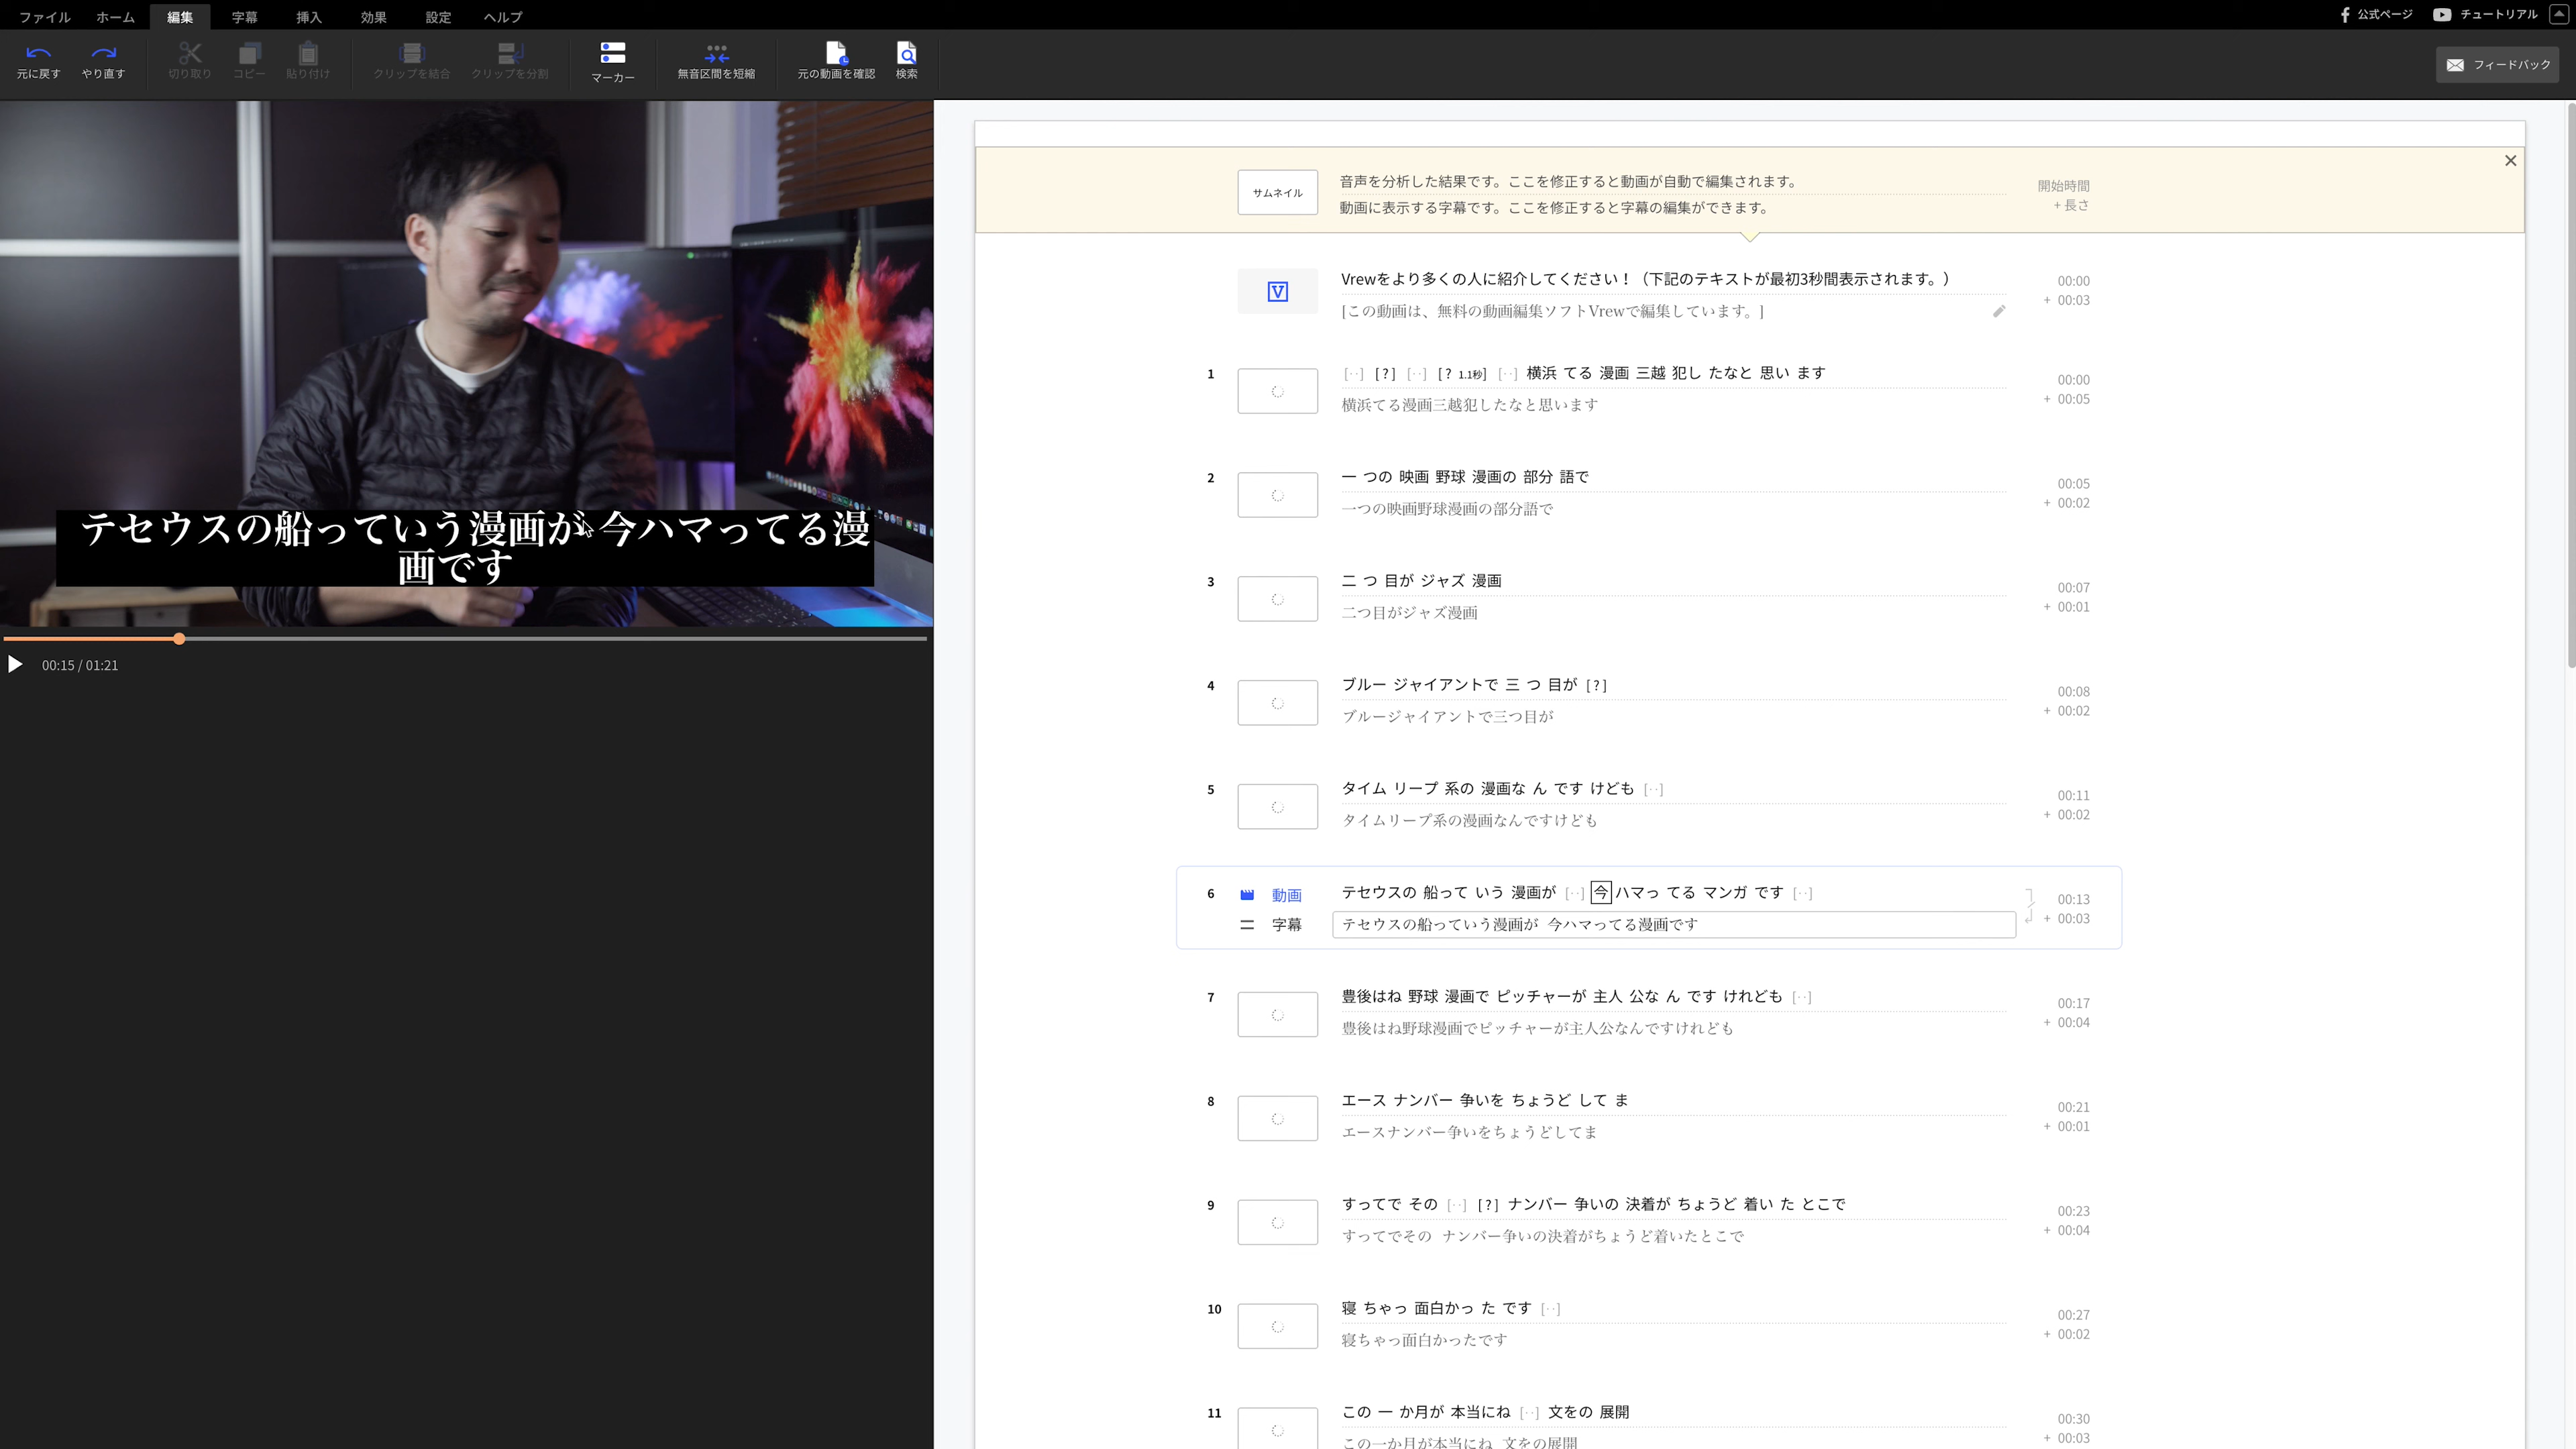 ファイル ホーム 編集 字幕 挿入 効果 設定 ヘルプ 公式ページ チュートリアル
元に戻す やり直す 切り取り コピー 貼り付け クリップを結合 クリップを分割 マーカー 無音区間を短縮 元の動画を確認 検索 フィードバック
テセウスの船っていう漫画が 今ハマってる漫
画です
00:15 / 01:21
サムネイル
音声を分析した結果です。ここを修正すると動画が自動で編集されます。
動画に表示する字幕です。ここを修正すると字幕の編集ができます。
開始時間
+ 長さ
Vrewをより多くの人に紹介してください！（下記のテキストが最初3秒間表示されます。）
[この動画は、無料の動画編集ソフトVrewで編集しています。]
00:00
+ 00:03
1 [··] [?] [··] [? 1.1秒] [··] 横浜 てる 漫画 三越 犯し たなと 思い ます
横浜てる漫画三越犯したなと思います
00:00
+ 00:05
2 一 つの 映画 野球 漫画の 部分 語で
一つの映画野球漫画の部分語で
00:05
+ 00:02
3 二 つ 目が ジャズ 漫画
二つ目がジャズ漫画
00:07
+ 00:01
4 ブルー ジャイアントで 三 つ 目が [?]
ブルージャイアントで三つ目が
00:08
+ 00:02
5 タイム リープ 系の 漫画な ん です けども [··]
タイムリープ系の漫画なんですけども
00:11
+ 00:02
6 動画 テセウスの 船って いう 漫画が [··] 今 ハマっ てる マンガ です [··]
字幕 テセウスの船っていう漫画が 今ハマってる漫画です
00:13
+ 00:03
7 豊後はね 野球 漫画で ピッチャーが 主人 公な ん です けれども [··]
豊後はね野球漫画でピッチャーが主人公なんですけれども
00:17
+ 00:04
8 エース ナンバー 争いを ちょうど して ま
エースナンバー争いをちょうどしてま
00:21
+ 00:01
9 すってで その [··] [?] ナンバー 争いの 決着が ちょうど 着い た とこで
すってでその ナンバー争いの決着がちょうど着いたとこで
00:23
+ 00:04
10 寝 ちゃっ 面白かっ た です [··]
寝ちゃっ面白かったです
00:27
+ 00:02
11 この 一 か月が 本当にね [··] 文をの 展開
この一か月が本当にね 文をの展開
00:30
+ 00:03